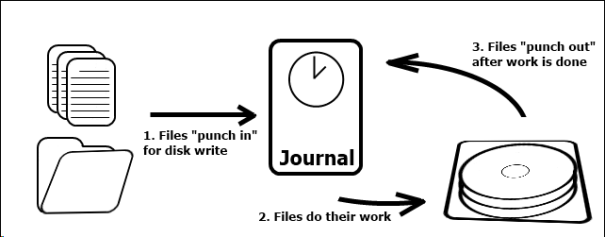 1. Files "punch in"
for disk write
Journal
2. Files do their work
3. Files "punch out"
after work is done